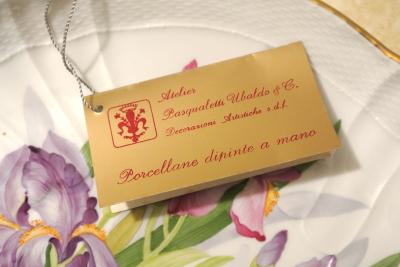 Atelier
Pasqualetti Ubaldo & C.
Decorazioni Artistiche s.d.f.
Porcellane dipinte a mano